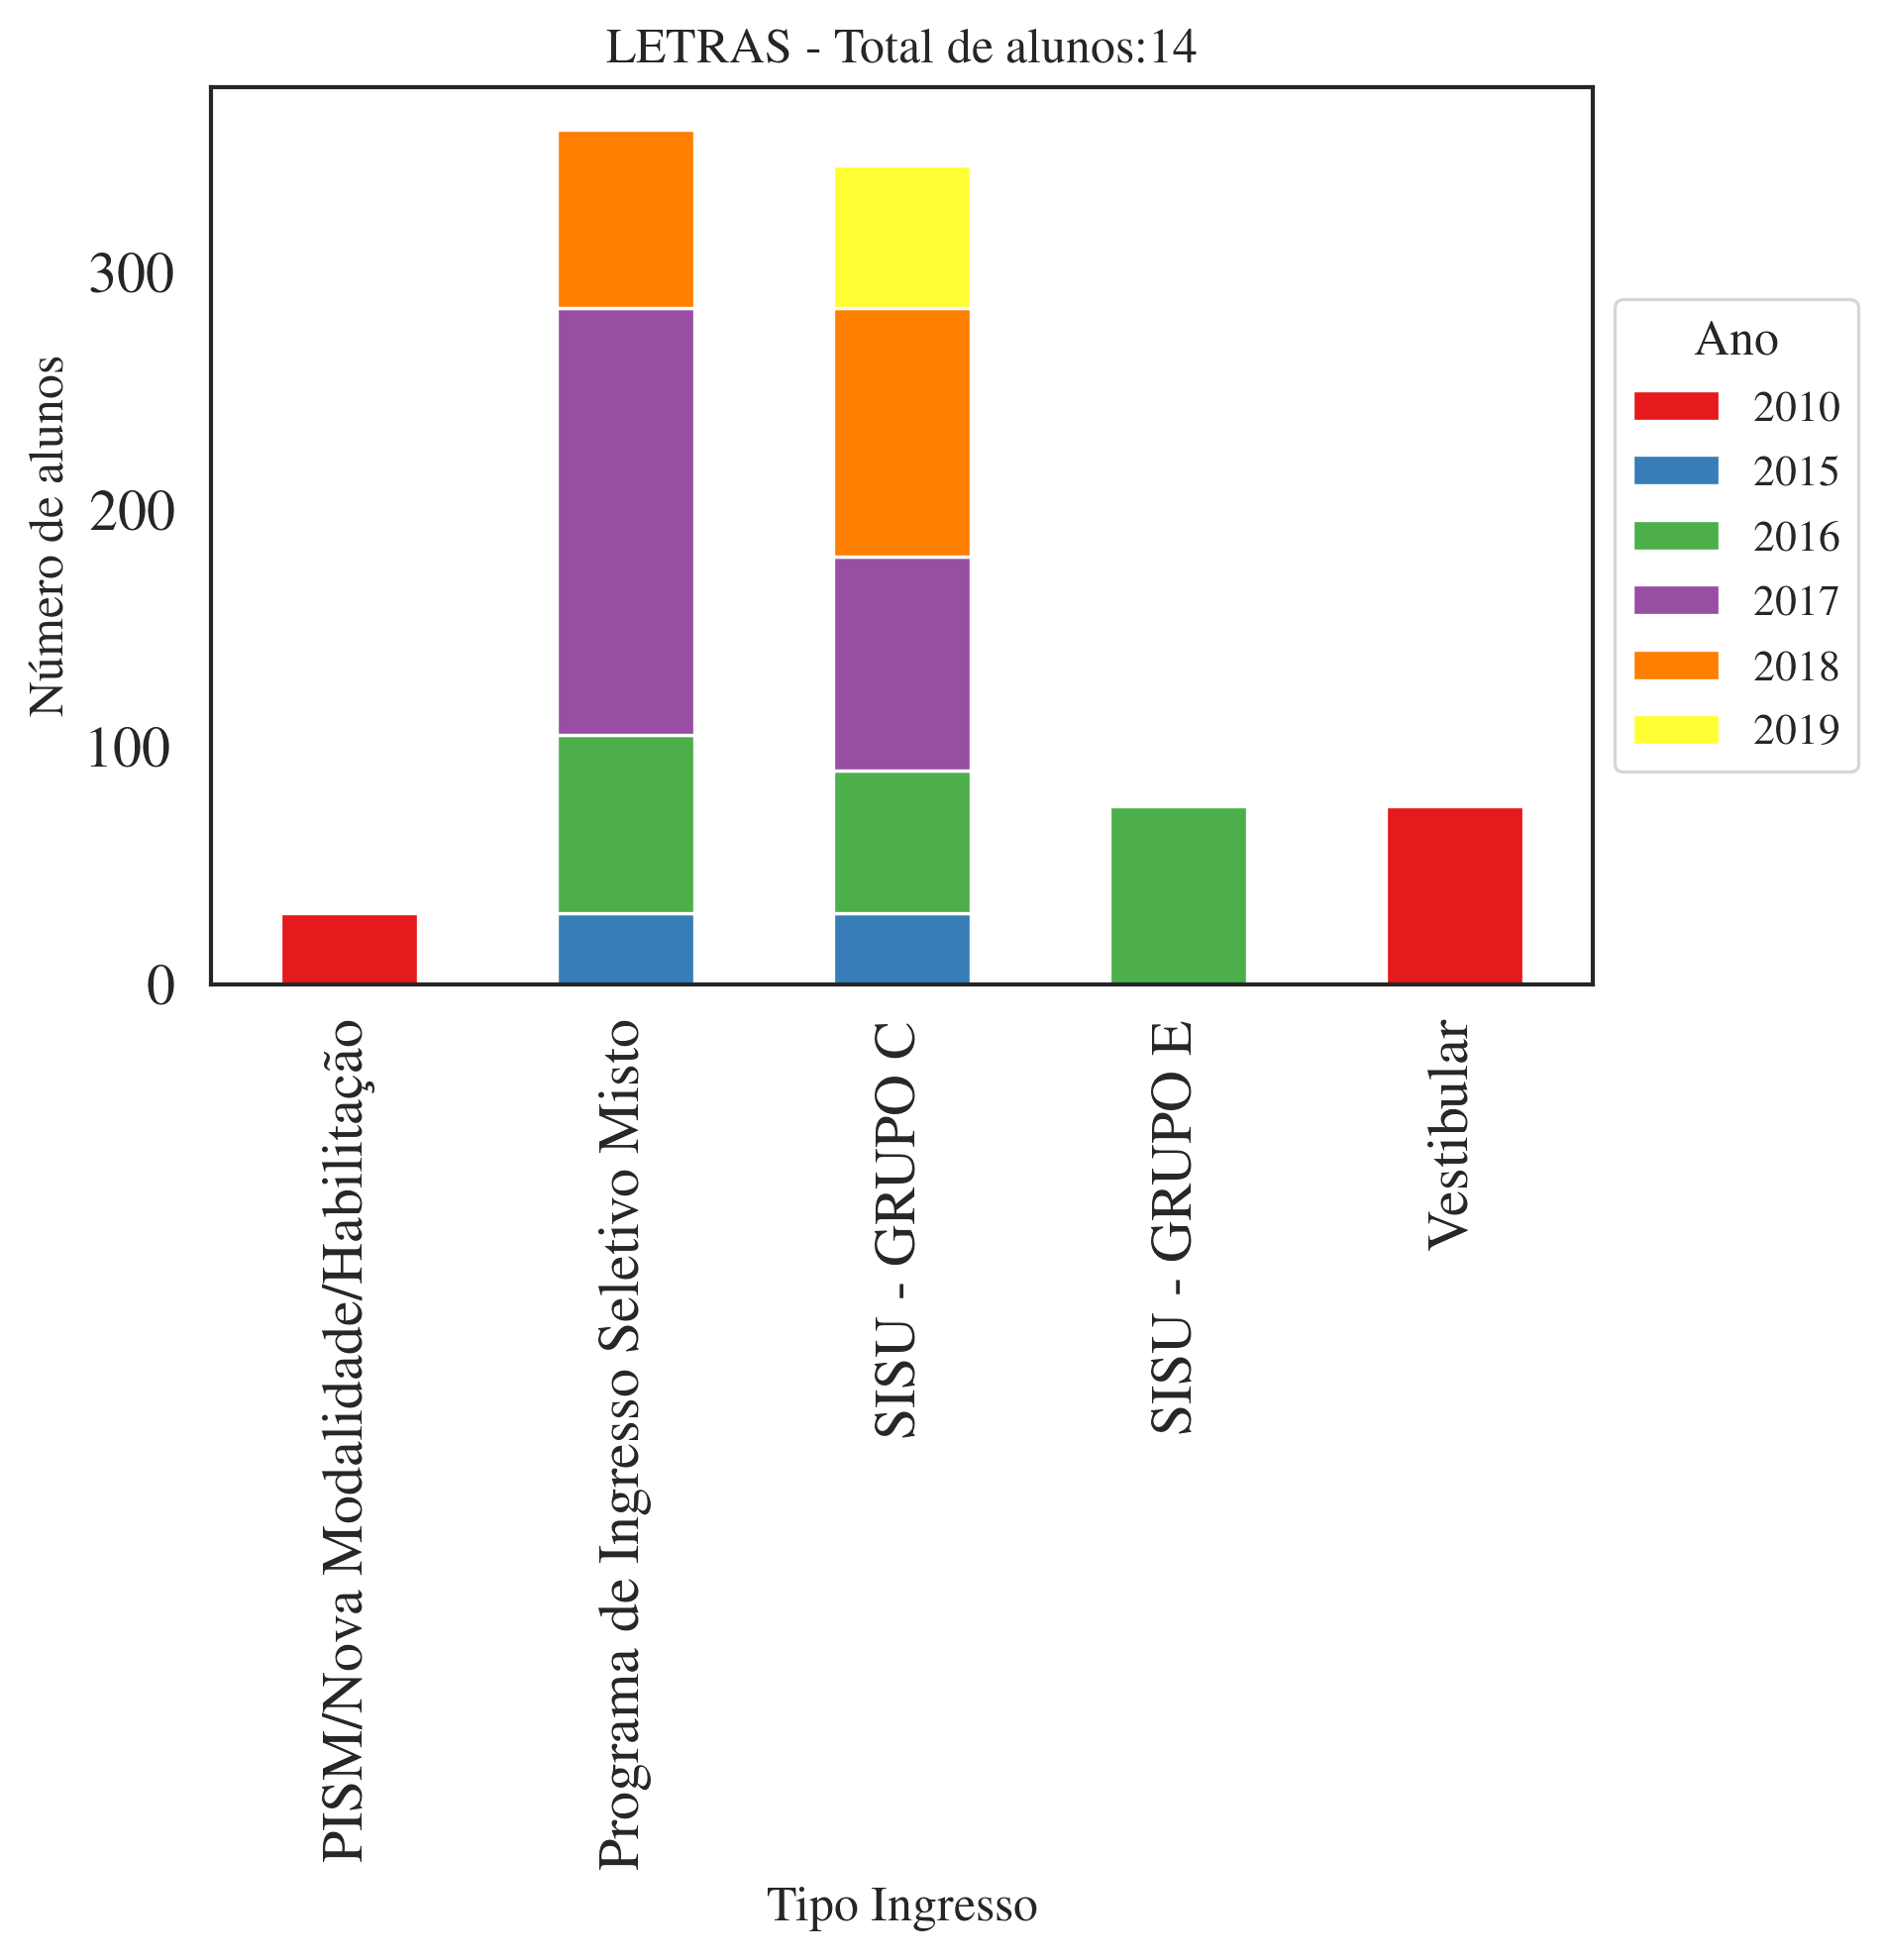 LETRAS - Total de alunos:14
Número de alunos
300
200
100
0
Ano
2010
2015
2016
2017
2018
2019
PISM/Nova Modalidade/Habilitação
Programa de Ingresso Seletivo Misto
SISU - GRUPO C
SISU - GRUPO E
Vestibular
Tipo Ingresso